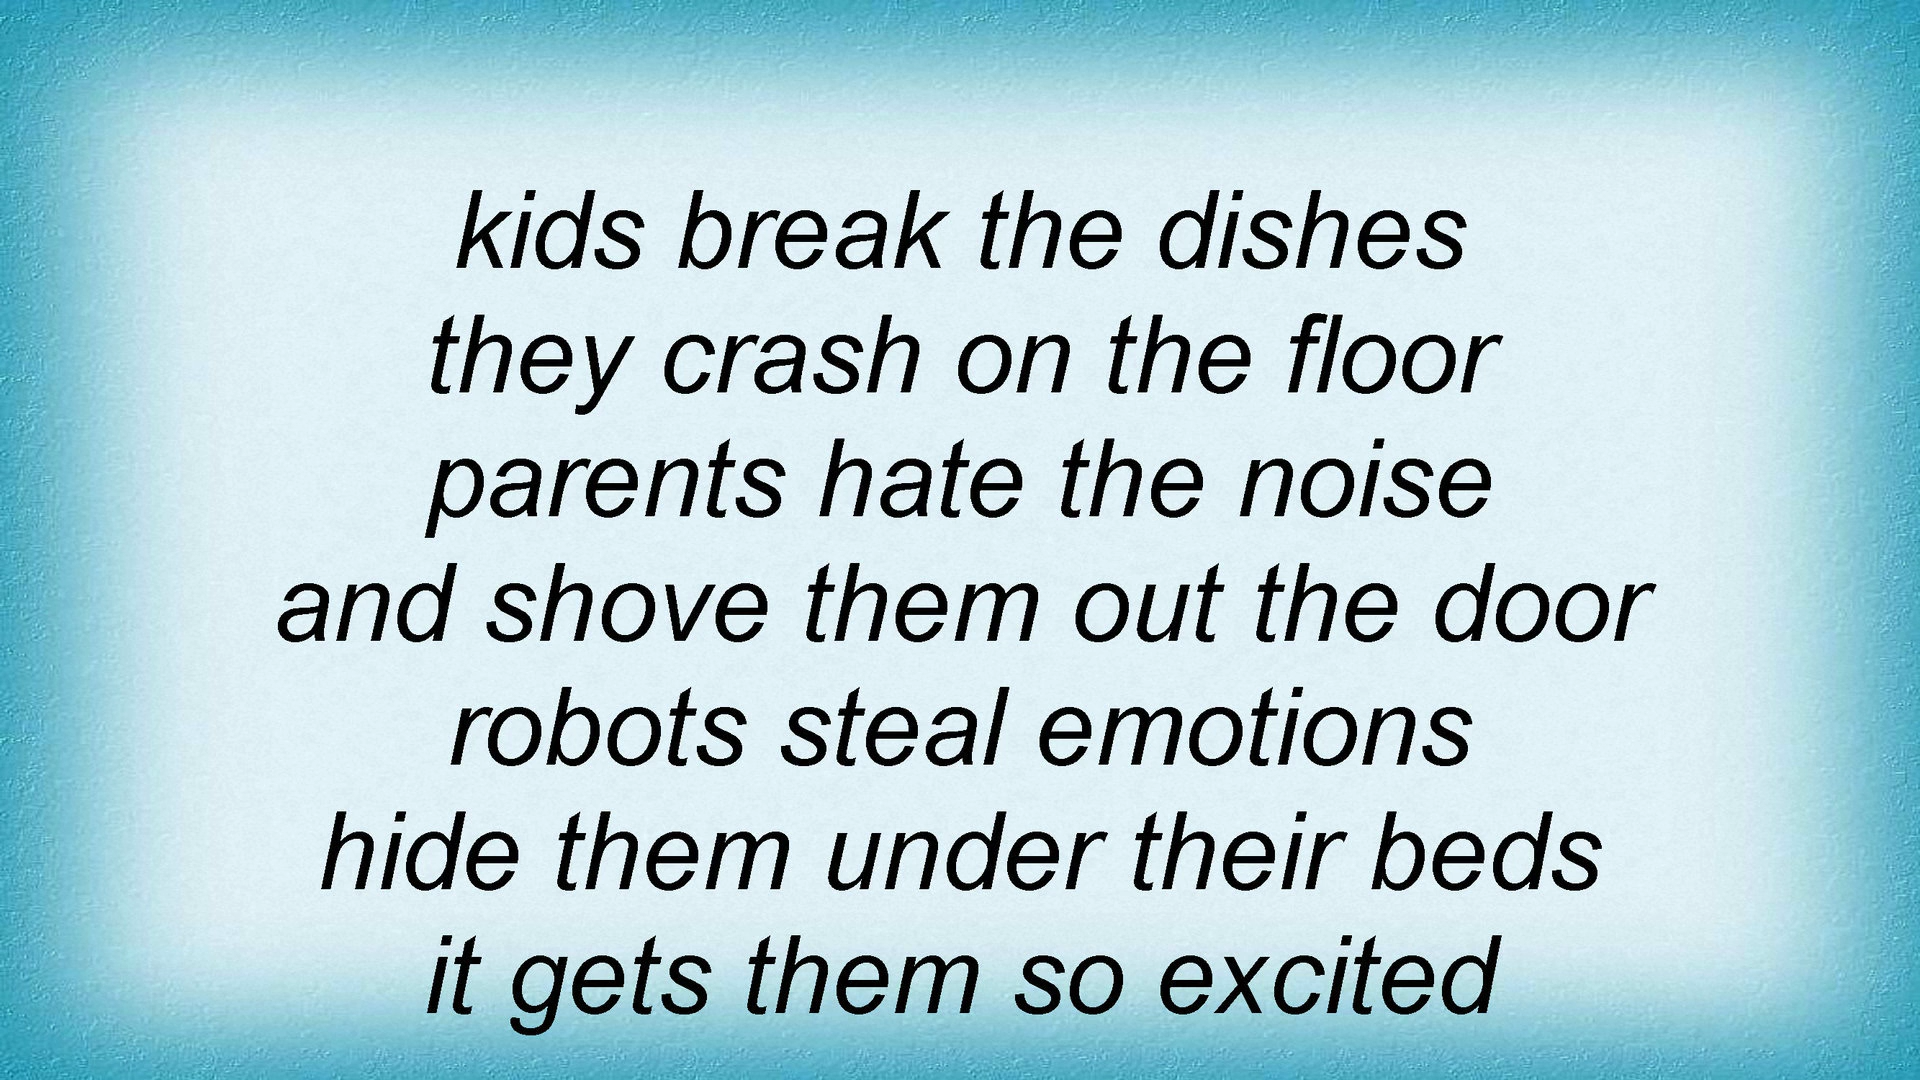 kids break the dishes
they crash on the floor
parents hate the noise
and shove them out the door
robots steal emotions
hide them under their beds
it gets them so excited